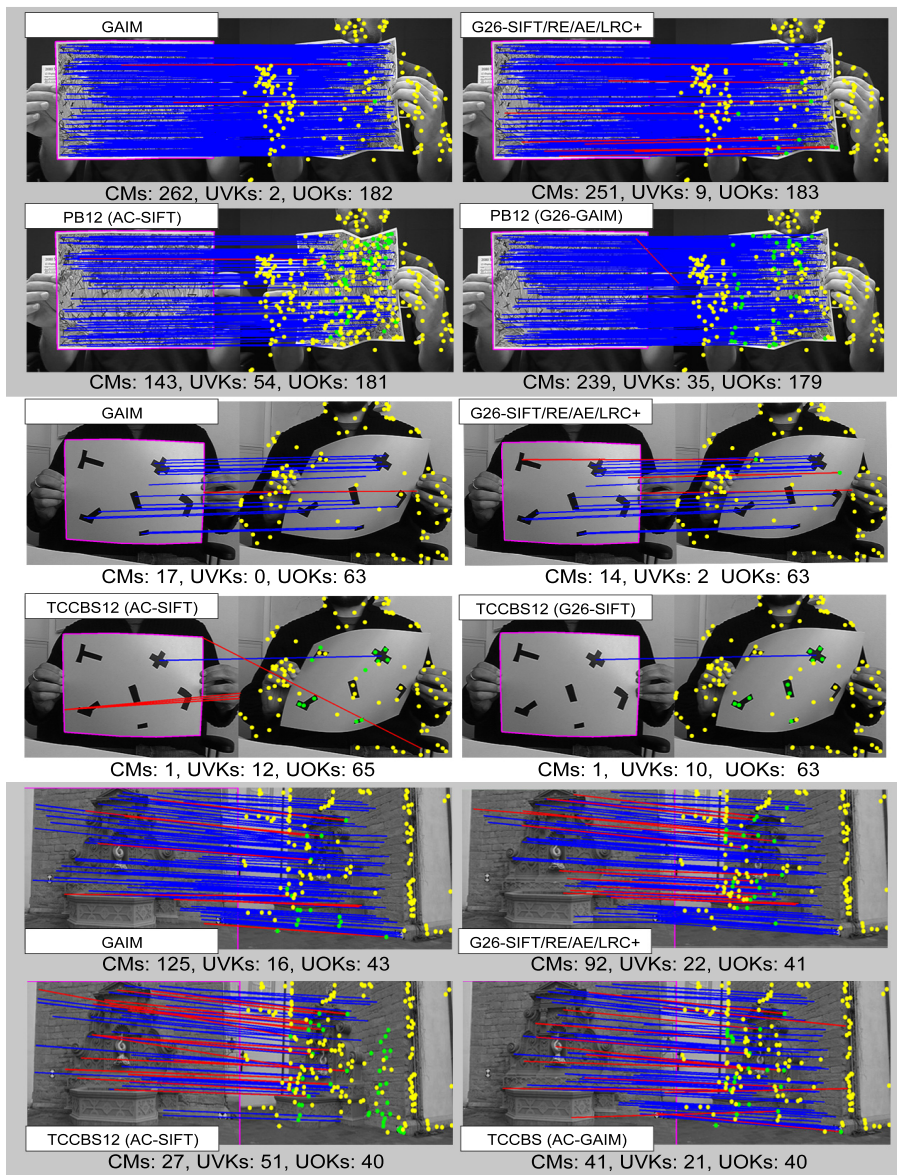 GAIM
G26-SIFT/RE/AE/LRC+
CMs: 262, UVKs: 2, UOKs: 182
CMs: 251, UVKs: 9, UOKs: 183
PB12 (AC-SIFT)
PB12 (G26-GAIM)
CMs: 143, UVKs: 54, UOKs: 181
CMs: 239, UVKs: 35, UOKs: 179
GAIM
G26-SIFT/RE/AE/LRC+
CMs: 17, UVKs: 0, UOKs: 63
CMs: 14, UVKs: 2 UOKs: 63
TCCBS12 (AC-SIFT)
TCCBS12 (G26-SIFT)
CMs: 1, UVKs: 12, UOKs: 65
CMs: 1, UVKs: 10, UOKs: 63
GAIM
G26-SIFT/RE/AE/LRC+
CMs: 125, UVKs: 16, UOKs: 43
CMs: 92, UVKs: 22, UOKs: 41
TCCBS12 (AC-SIFT)
TCCBS (AC-GAIM)
CMs: 27, UVKs: 51, UOKs: 40
CMs: 41, UVKs: 21, UOKs: 40